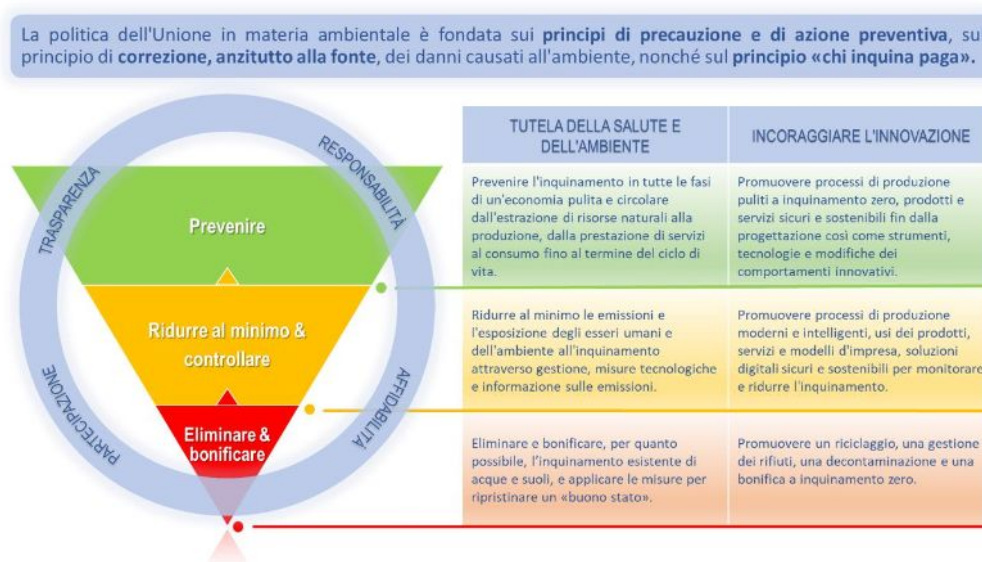 La politica dell'Unione in materia ambientale è fondata sui principi di precauzione e di azione preventiva, su
principio di correzione, anzitutto alla fonte, dei danni causati all'ambiente, nonché sul principio «chi inquina paga».
TRASPARENZA
RESPONSABILITÀ
PARTECIPAZIONE
AFFIDABILITÀ
Prevenire
Ridurre al minimo &
controllare
Eliminare &
bonificare
TUTELA DELLA SALUTE E
DELL'AMBIENTE
INCORAGGIARE L'INNOVAZIONE
Prevenire l'inquinamento in tutte le fasi
di un'economia pulita e circolare
dall'estrazione di risorse naturali alla
produzione, dalla prestazione di servizi
al consumo fino al termine del ciclo di
vita.
Promuovere processi di produzione
puliti a inquinamento zero, prodotti e
servizi sicuri e sostenibili fin dalla
progettazione così come strumenti,
tecnologie e modifiche dei
comportamenti innovativi.
Ridurre al minimo le emissioni e
l'esposizione degli esseri umani e
dell'ambiente all'inquinamento
attraverso gestione, misure tecnologiche
e informazione sulle emissioni.
Promuovere processi di produzione
moderni e intelligenti, usi dei prodotti,
servizi e modelli d'impresa, soluzioni
digitali sicuri e sostenibili per monitorare
e ridurre l'inquinamento.
Eliminare e bonificare, per quanto
possibile, l'inquinamento esistente di
acque e suoli, e applicare le misure per
ripristinare un «buono stato».
Promuovere un riciclaggio, una gestione
dei rifiuti, una decontaminazione e una
bonifica a inquinamento zero.